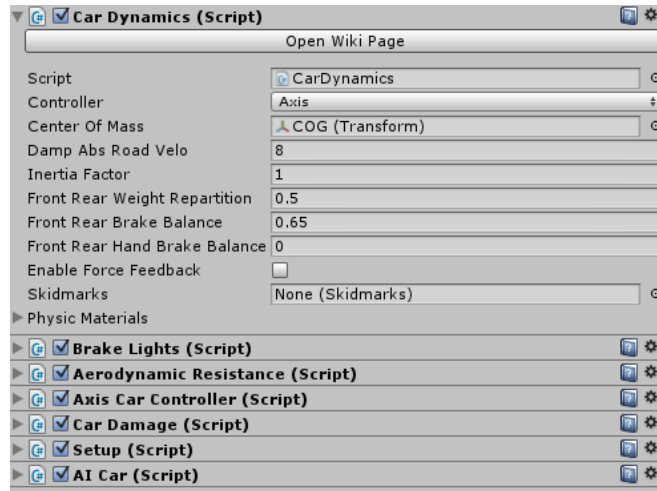 Car Dynamics (Script)
Open Wiki Page
Script CarDynamics
Controller Axis
Center Of Mass COG (Transform)
Damp Abs Road Velo 8
Inertia Factor 1
Front Rear Weight Repartition 0.5
Front Rear Brake Balance 0.65
Front Rear Hand Brake Balance 0
Enable Force Feedback
Skidmarks None (Skidmarks)
Physic Materials
Brake Lights (Script)
Aerodynamic Resistance (Script)
Axis Car Controller (Script)
Car Damage (Script)
Setup (Script)
AI Car (Script)